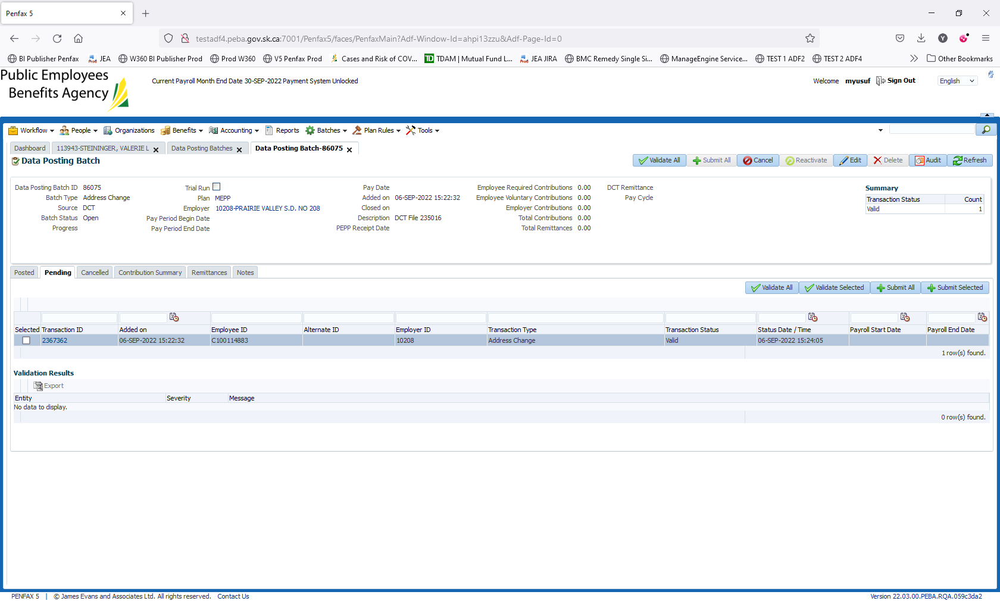 Penfax 5
testadf4.peba.gov.sk.ca:7001/Penfax5/faces/PenfaxMain?Adf-Window-Id=ahpi13zzu&Adf-Page-Id=0
Y
BI Publisher Penfax JEA W360 BI Publisher Prod Prod W360 V5 Penfax Prod Cases and Risk of COV... TD TDAM | Mutual Fund L... JEA JIRA BMC Remedy Single Si... ManageEngine Service... TEST 1 ADF2 TEST 2 ADF4 Other Bookmarks
Public Employees
Benefits Agency
Current Payroll Month End Date 30-SEP-2022 Payment System Unlocked
Welcome myusuf Sign Out English
Workflow People Organizations Benefits Accounting Reports Batches Plan Rules Tools
Dashboard 113943-STEININGER, VALERIE L Data Posting Batches Data Posting Batch-86075
Data Posting Batch
Validate All Submit All Cancel Reactivate Edit Delete Audit Refresh
Data Posting Batch ID 86075
Batch Type Address Change
Source DCT
Batch Status Open
Progress
Trial Run
Plan MEPP
Employer 10208-PRAIRIE VALLEY S.D. NO 208
Pay Period Begin Date
Pay Period End Date
Pay Date
Added on 06-SEP-2022 15:22:32
Closed on
Description DCT File 235016
PEPP Receipt Date
Employee Required Contributions 0.00
Employee Voluntary Contributions 0.00
Employer Contributions 0.00
Total Contributions 0.00
Total Remittances 0.00
DCT Remittance
Pay Cycle
Summary
Transaction Status Count
Valid 1
Posted Pending Cancelled Contribution Summary Remittances Notes
Validate All Validate Selected Submit All Submit Selected
Selected Transaction ID Added on Employee ID Alternate ID Employer ID Transaction Type Transaction Status Status Date / Time Payroll Start Date Payroll End Date
2367362 06-SEP-2022 15:22:32 C100114883 10208 Address Change Valid 06-SEP-2022 15:24:05
1 row(s) found.
Validation Results
Export
Entity Severity Message
No data to display.
0 row(s) found.
PENFAX 5 | © James Evans and Associates Ltd. All rights reserved. Contact Us
Version 22.03.00.PEBA.RQA.059c3da2